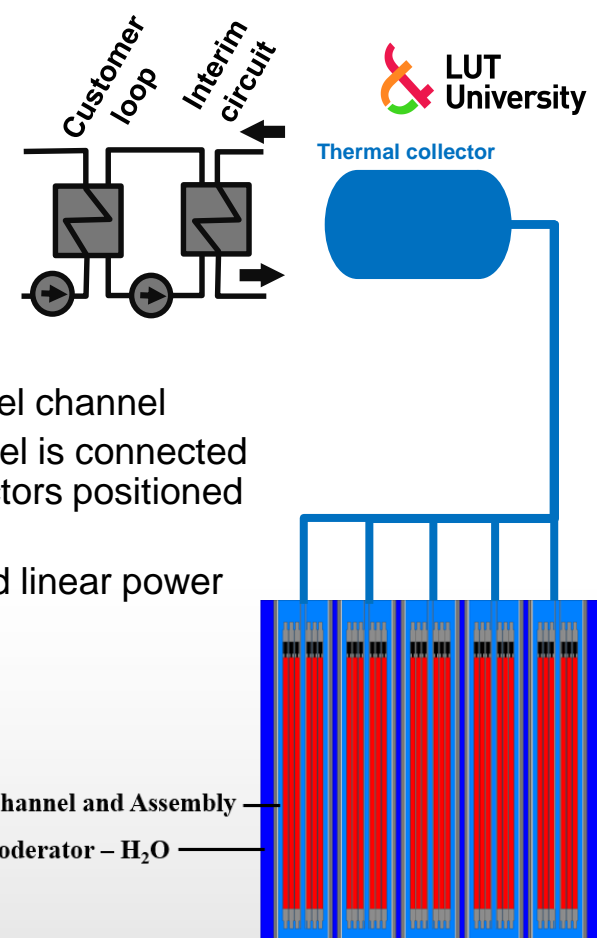 Customer
loop
Interim
circuit
LUT
University
Thermal collector
el channel
el is connected
ctors positioned
d linear power
hannel and Assembly
oderator – H₂O